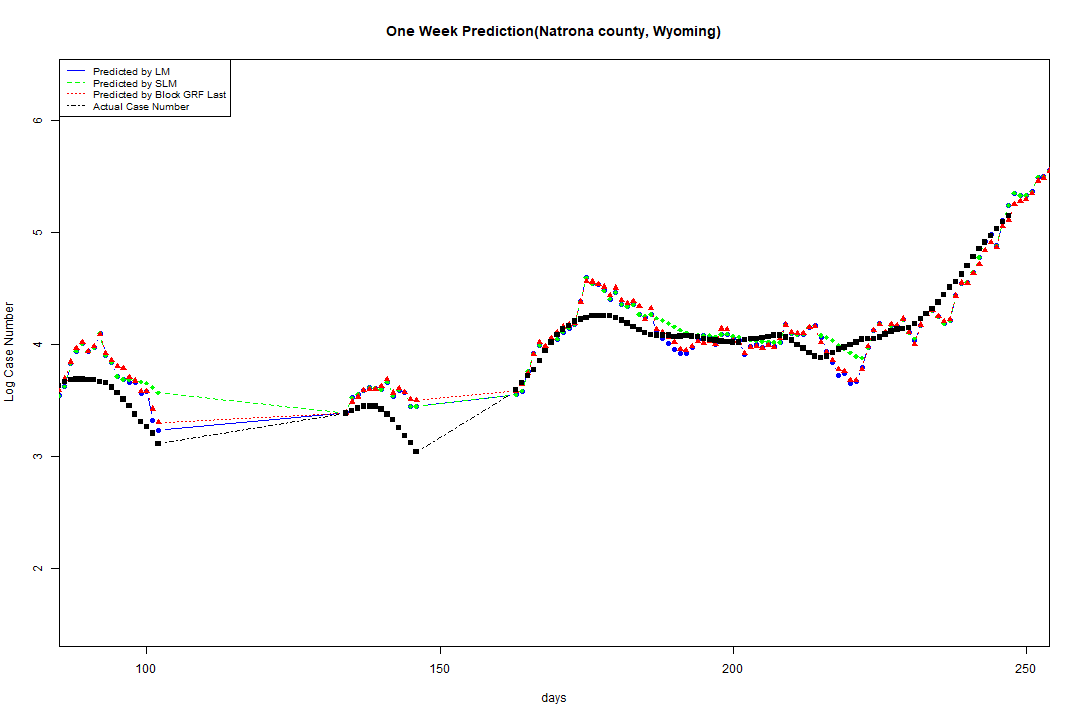 One Week Prediction(Natrona county, Wyoming)
Predicted by LM
Predicted by SLM
Predicted by Block GRF Last
Actual Case Number
Log Case Number
6
5
4
3
2
100 150 200 250
days